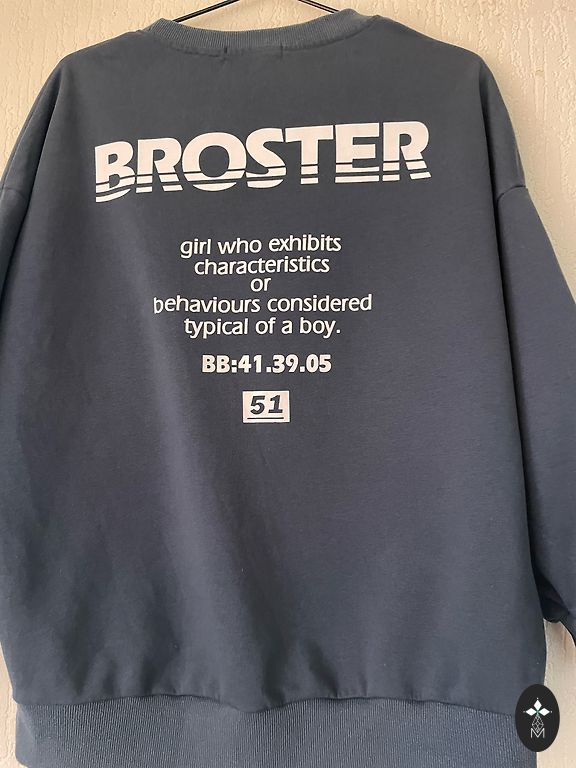 BROSTER
girl who exhibits
characteristics
or
behaviours considered
typical of a boy.
BB:41.39.05
51
M